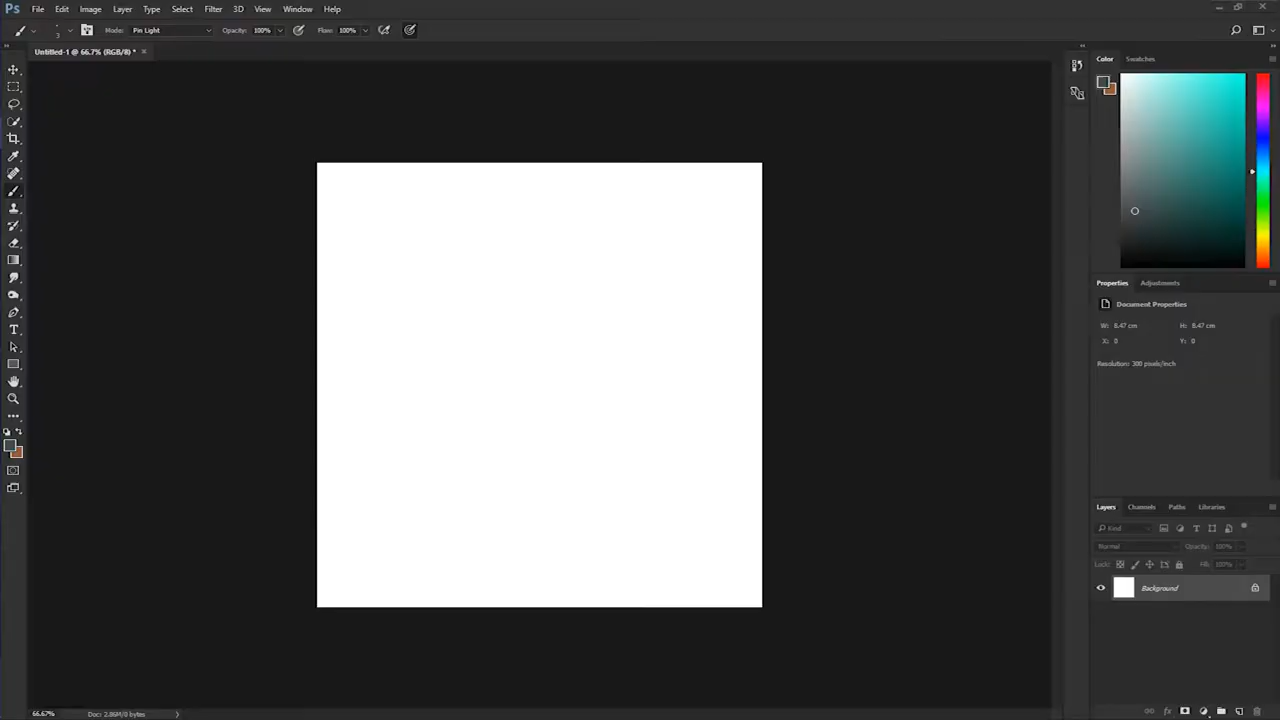 Ps File Edit Image Layer Type Select Filter 3D View Window Help
3 Mode: Pin Light Opacity: 100% Flow: 100%
Untitled-1 @ 66.7% (RGB/8) * ×
Color Swatches
Properties Adjustments
Document Properties
W: 8.47 cm H: 8.47 cm
X: 0 Y: 0
Resolution: 300 pixels/inch
Layers Channels Paths Libraries
Kind
Normal Opacity: 100%
Lock: Fill: 100%
Background
66.67% Doc: 2.86M/0 bytes